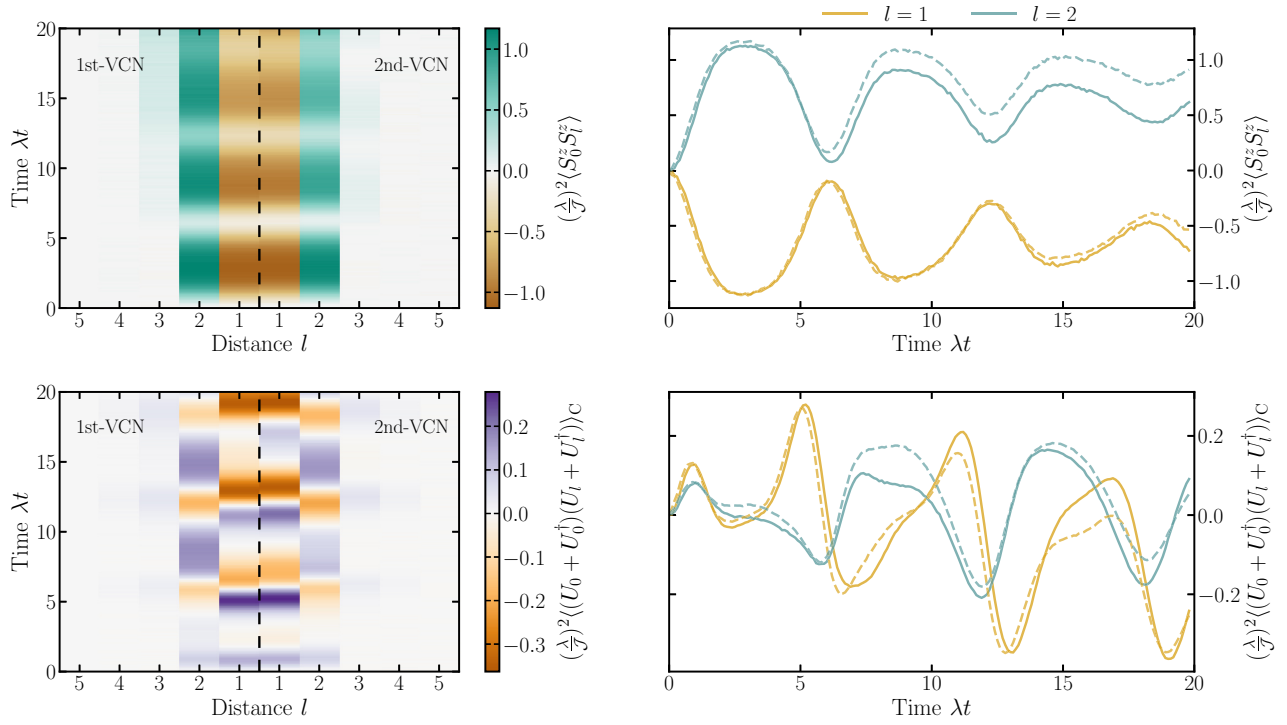 l = 1
l = 2
20
15
10
5
0
Time λt
1st-VCN
2nd-VCN
5 4 3 2 1 1 2 3 4 5
Distance l
1.0
0.5
0.0
−0.5
−1.0
(λ/𝒥)²⟨S₀ᶻSₗᶻ⟩
1.0
0.5
0.0
−0.5
−1.0
(λ/𝒥)²⟨S₀ᶻSₗᶻ⟩
0 5 10 15 20
Time λt
20
15
10
5
0
Time λt
1st-VCN
2nd-VCN
5 4 3 2 1 1 2 3 4 5
Distance l
0.2
0.1
0.0
−0.1
−0.2
−0.3
(λ/𝒥)²⟨(U₀ + U₀†)(Uₗ + Uₗ†)⟩C
0.2
0.0
−0.2
(λ/𝒥)²⟨(U₀ + U₀†)(Uₗ + Uₗ†)⟩C
0 5 10 15 20
Time λt